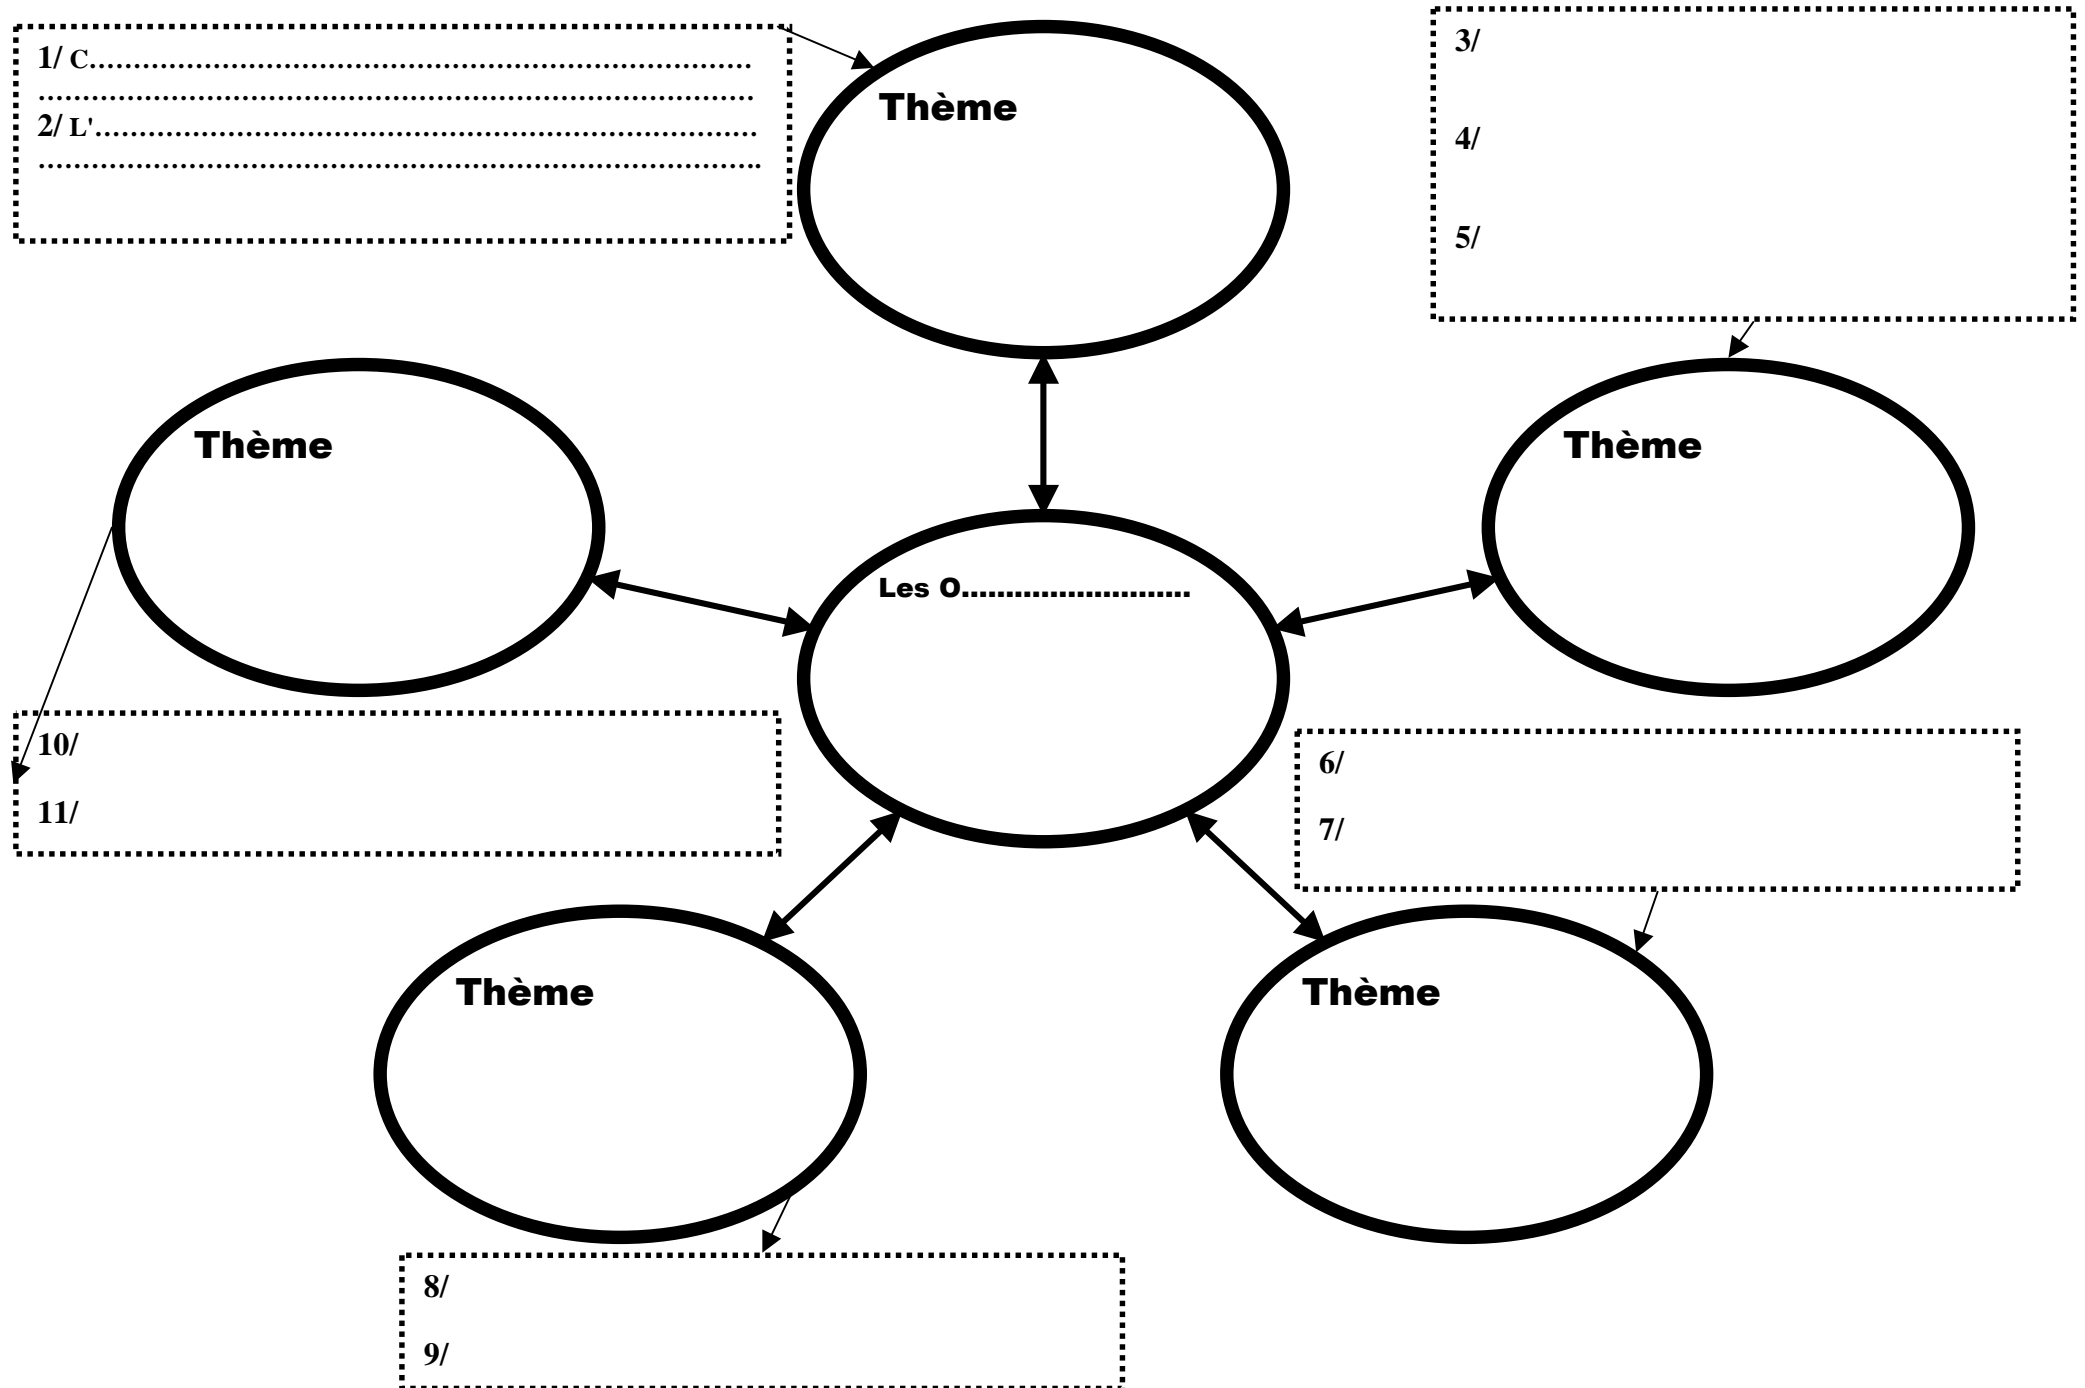 1/ C...........................................................................
.................................................................................
2/ L'...........................................................................
.................................................................................
Thème
3/
4/
5/
Thème
Thème
Les O..........................
10/
11/
6/
7/
Thème
Thème
8/
9/